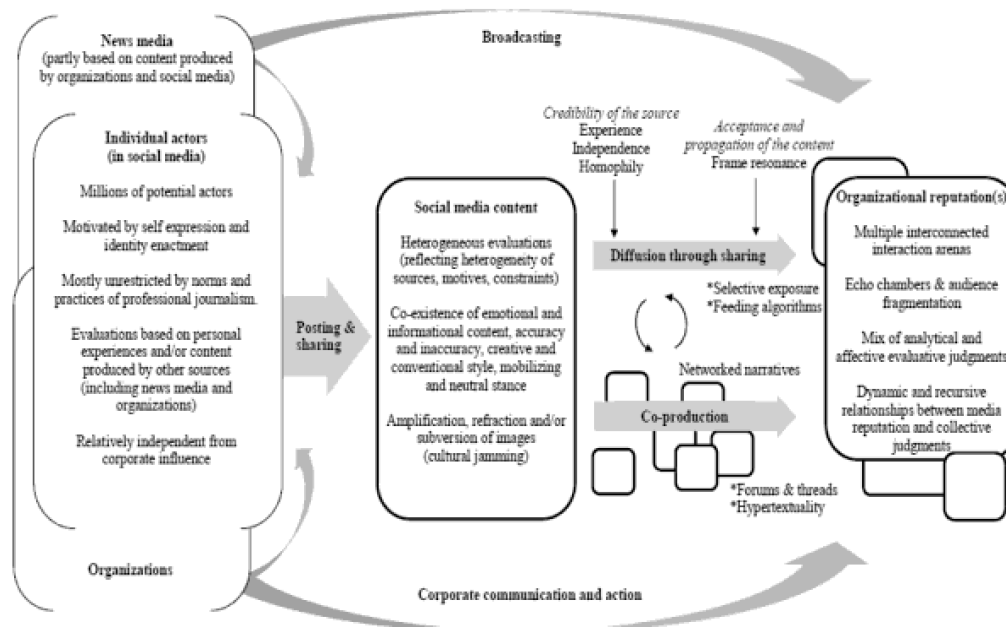 News media
(partly based on content produced
by organizations and social media)
Individual actors
(in social media)
Millions of potential actors
Motivated by self expression and
identity enactment
Mostly unrestricted by norms and
practices of professional journalism.
Evaluations based on personal
experiences and/or content
produced by other sources
(including news media and
organizations)
Relatively independent from
corporate influence
Organizations
Posting &
sharing
Broadcasting
Social media content
Heterogeneous evaluations
(reflecting heterogeneity of
sources, motives, constraints)
Co-existence of emotional and
informational content, accuracy
and inaccuracy, creative and
conventional style, mobilizing
and neutral stance
Amplification, refraction and/or
subversion of images
(cultural jamming)
Credibility of the source
Experience
Independence
Homophily
Acceptance and
propagation of the content
Frame resonance
Diffusion through sharing
*Selective exposure
*Feeding algorithms
Networked narratives
Co-production
*Forums & threads
*Hypertextuality
Corporate communication and action
Organizational reputation(s)
Multiple interconnected
interaction arenas
Echo chambers & audience
fragmentation
Mix of analytical and
affective evaluative judgments
Dynamic and recursive
relationships between media
reputation and collective
judgments